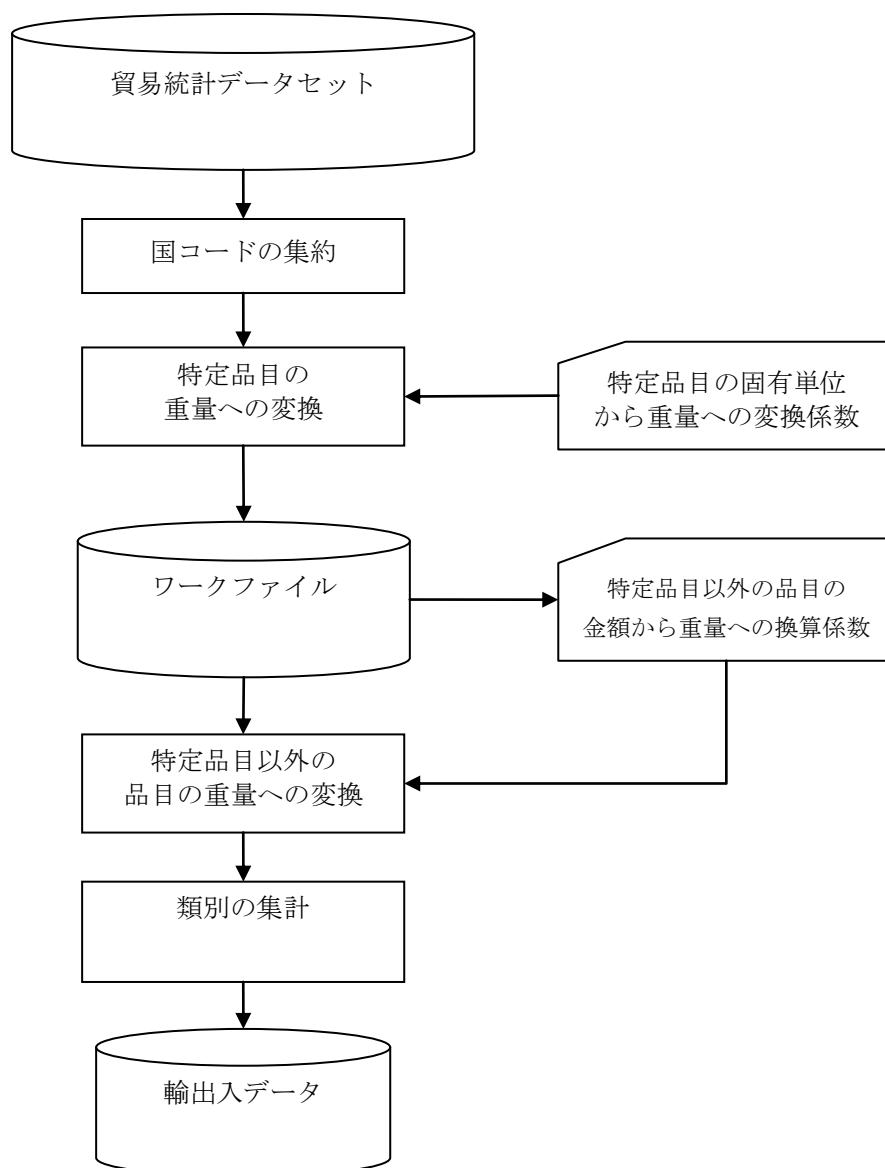 貿易統計データセット
国コードの集約
特定品目の
重量への変換
特定品目の固有単位
から重量への変換係数
ワークファイル
特定品目以外の品目の
金額から重量への換算係数
特定品目以外の
品目の重量への変換
類別の集計
輸出入データ